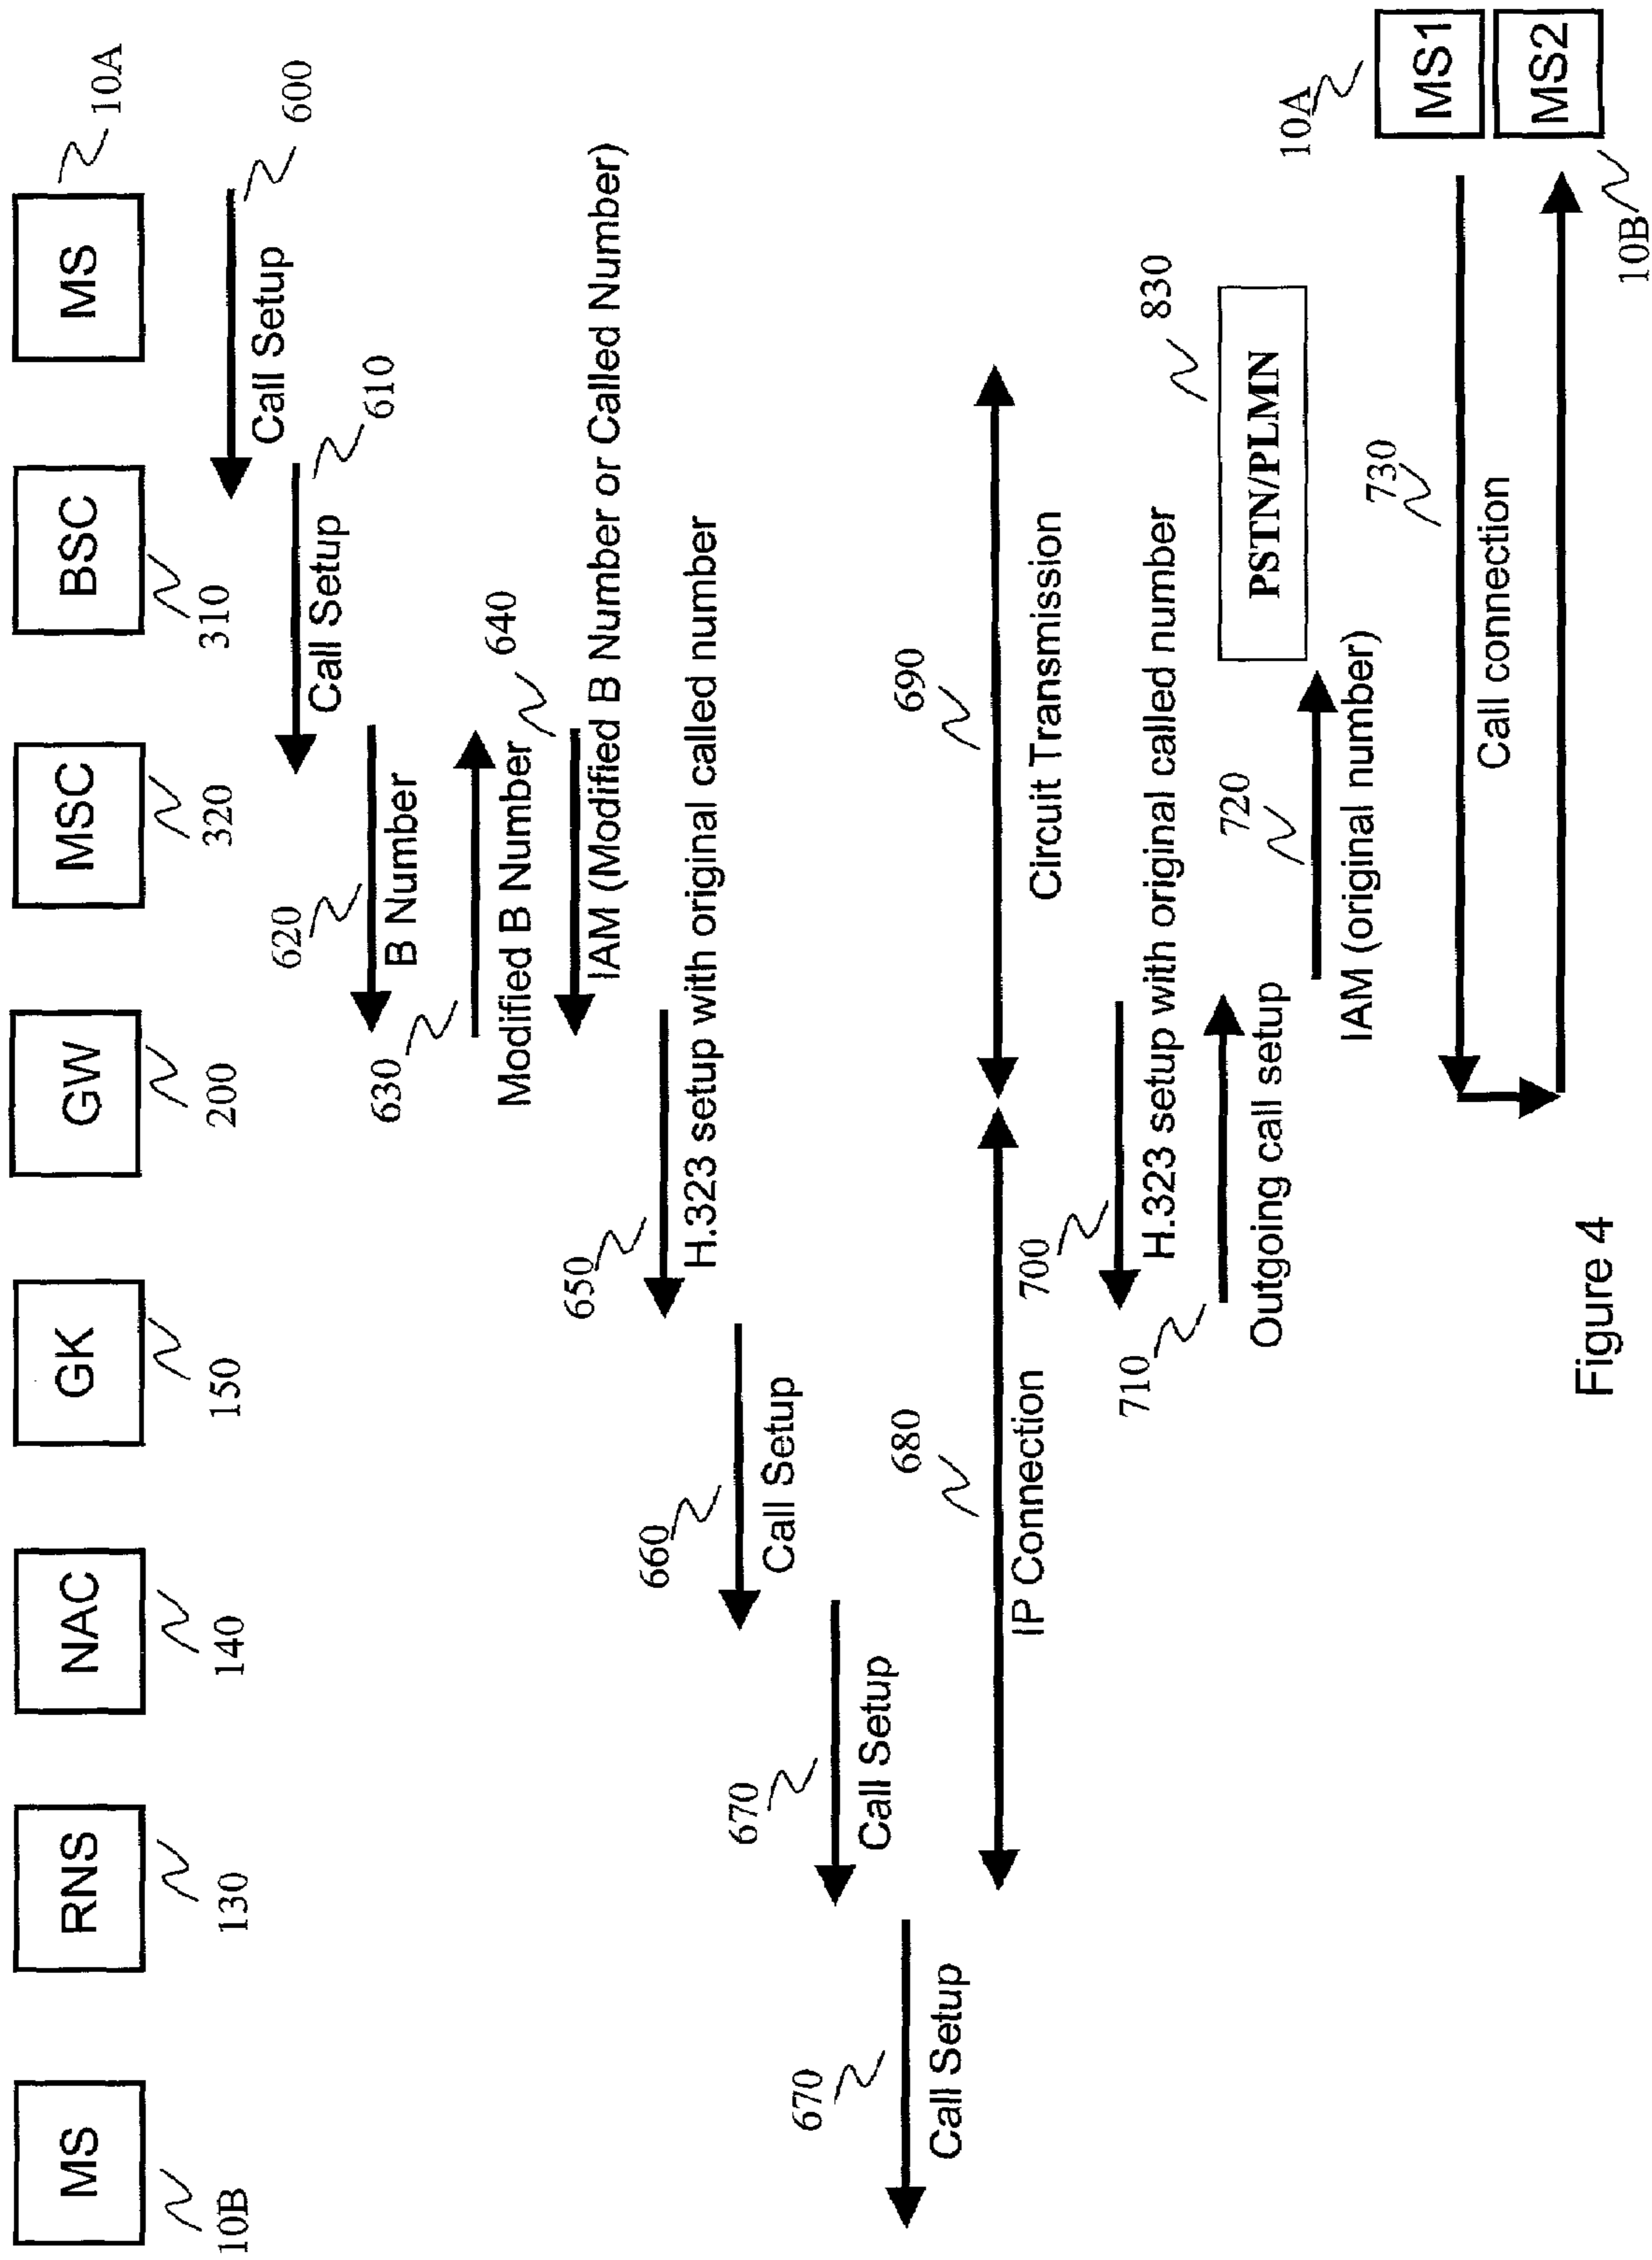 MS
RNS
NAC
GK
GW
MSC
BSC
MS
10B
130
140
150
200
320
310
10A
600
Call Setup
610
Call Setup
620
B Number
630
Modified B Number
640
IAM (Modified B Number or Called Number)
650
H.323 setup with original called number
660
Call Setup
670
Call Setup
670
Call Setup
680
IP Connection
690
Circuit Transmission
700
H.323 setup with original called number
710
Outgoing call setup
830
PSTN/PLMN
720
IAM (original number)
730
Call connection
10A
MS1
MS2
10B
Figure 4